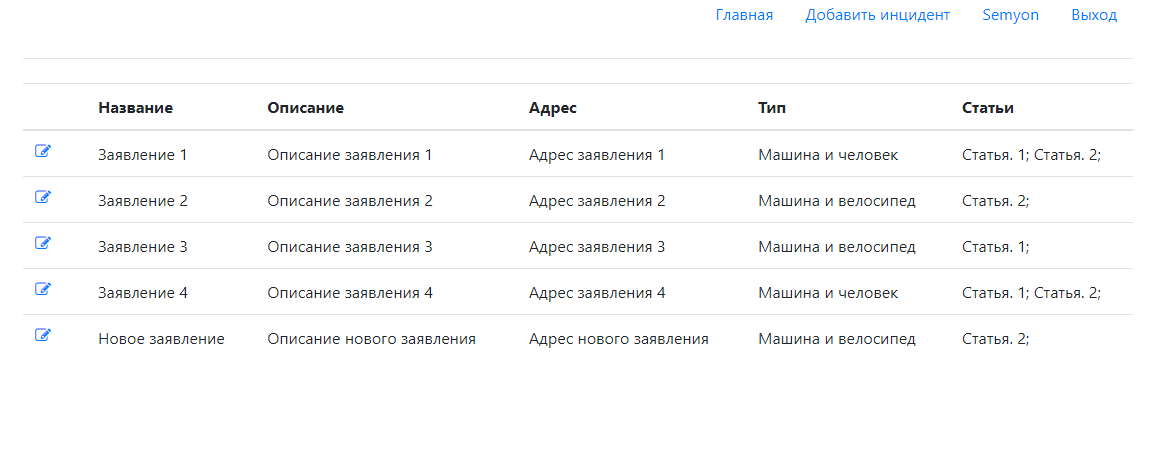 Главная Добавить инцидент Semyon Выход
Название Описание Адрес Тип Статьи
Заявление 1 Описание заявления 1 Адрес заявления 1 Машина и человек Статья. 1; Статья. 2;
Заявление 2 Описание заявления 2 Адрес заявления 2 Машина и велосипед Статья. 2;
Заявление 3 Описание заявления 3 Адрес заявления 3 Машина и велосипед Статья. 1;
Заявление 4 Описание заявления 4 Адрес заявления 4 Машина и человек Статья. 1; Статья. 2;
Новое заявление Описание нового заявления Адрес нового заявления Машина и велосипед Статья. 2;